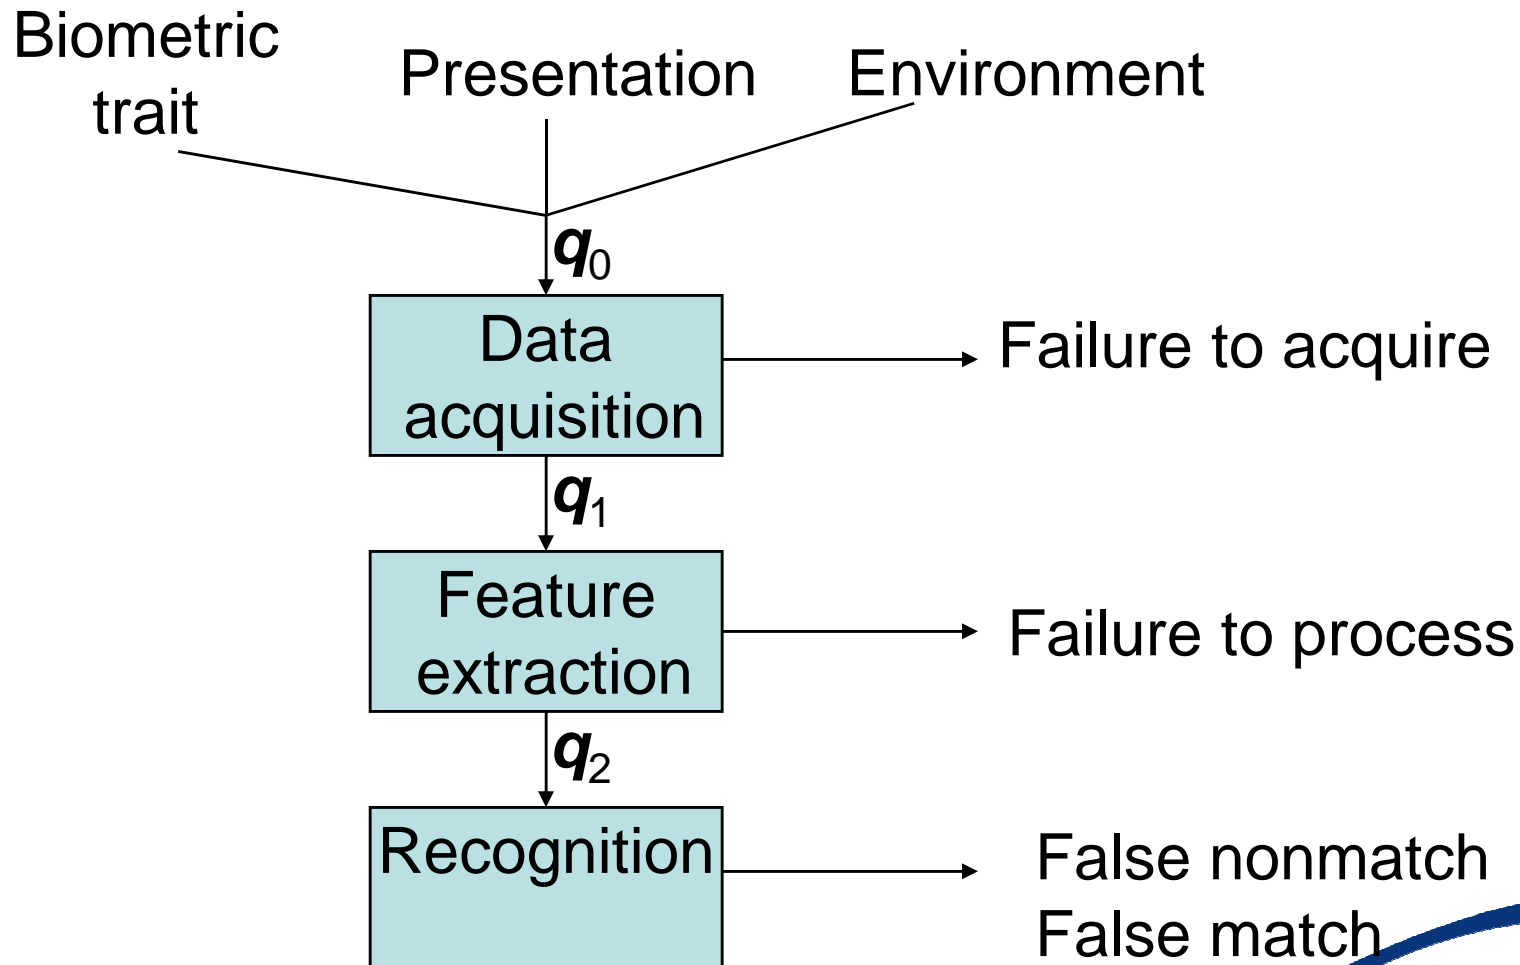 Biometric
trait
Presentation
Environment
q0
Data
acquisition
Failure to acquire
q1
Feature
extraction
Failure to process
q2
Recognition
False nonmatch
False match